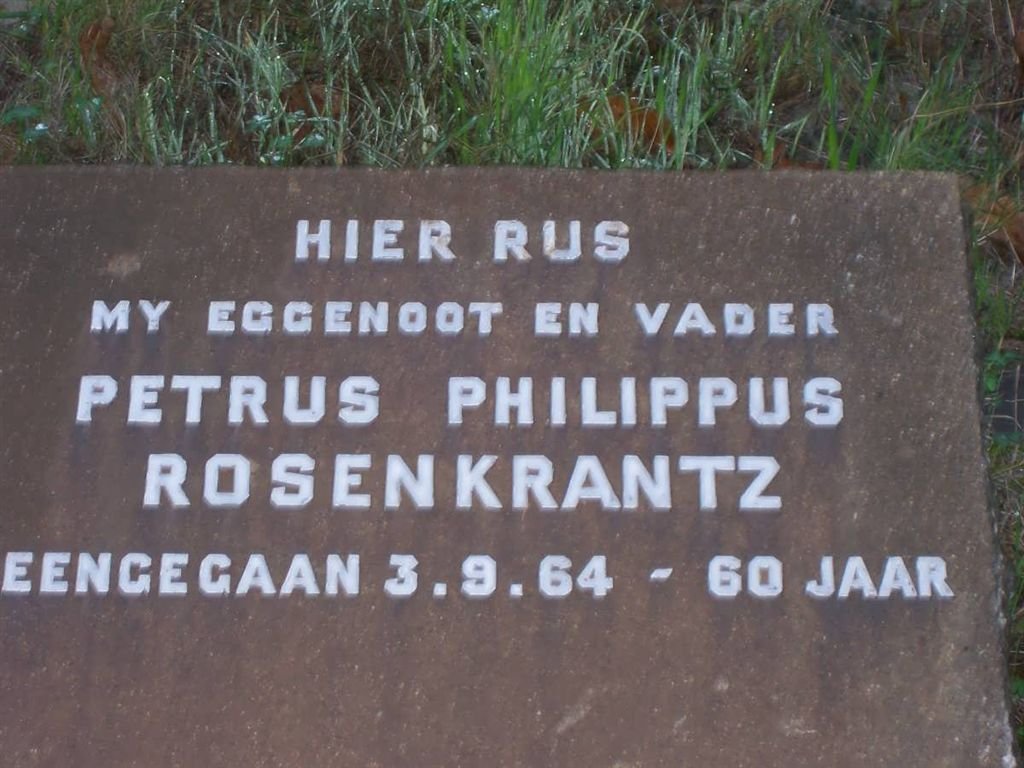 HIER RUS
MY EGGENOOT EN VADER
PETRUS PHILIPPUS
ROSENKRANTZ
EENGEGAAN 3.9.64 - 60 JAAR